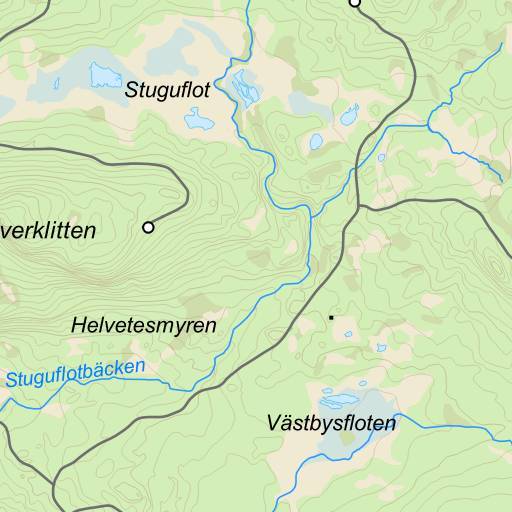 Stuguflot
verklitten
Helvetesmyren
Stuguflotbäcken
Västbysfloten